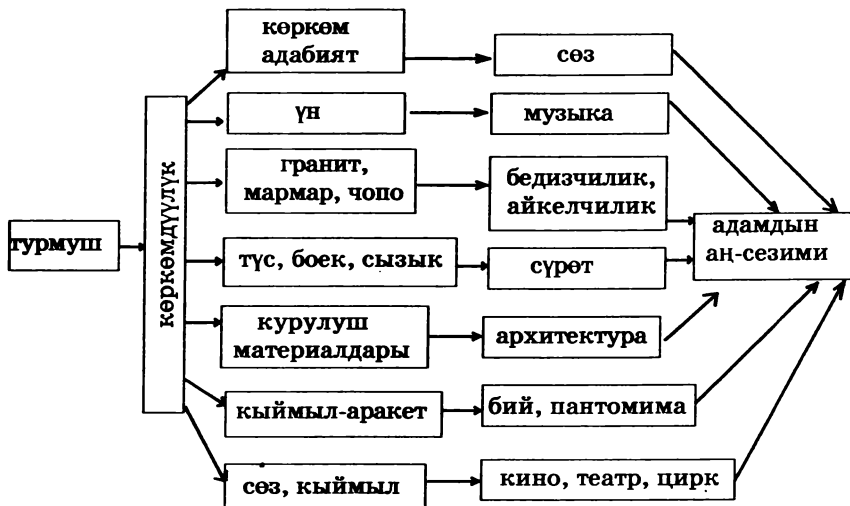 көркөм
адабият
сөз
үн
музыка
гранит,
мармар, чопо
бедизчилик,
айкелчилик
турмуш
көркөмдүүлүк
адамдын
аң-сезими
түс, боек, сызык
сүрөт
курулуш
материалдары
архитектура
кыймыл-аракет
бий, пантомима
сөз, кыймыл
кино, театр, цирк